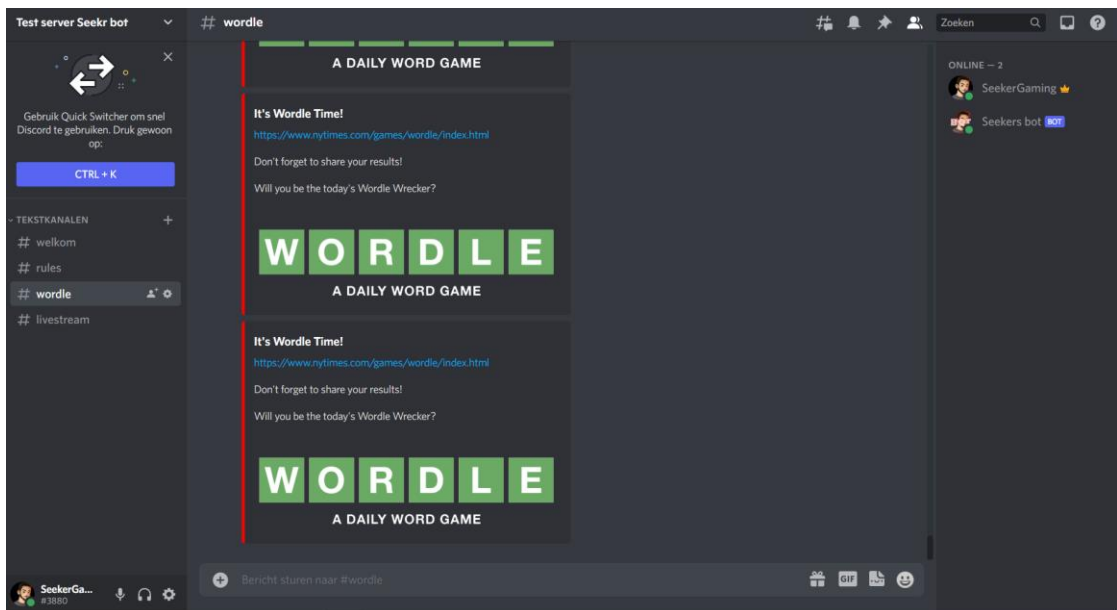 Test server Seekr bot
Gebruik Quick Switcher om snel
Discord te gebruiken. Druk gewoon
op:
CTRL + K
TEKSTKANALEN
# welkom
# rules
# wordle
# livestream
SeekerGa...
#3880
# wordle
Zoeken
A DAILY WORD GAME
It's Wordle Time!
https://www.nytimes.com/games/wordle/index.html
Don't forget to share your results!
Will you be the today's Wordle Wrecker?
WORDLE
A DAILY WORD GAME
It's Wordle Time!
https://www.nytimes.com/games/wordle/index.html
Don't forget to share your results!
Will you be the today's Wordle Wrecker?
WORDLE
A DAILY WORD GAME
Bericht sturen naar #wordle
GIF
ONLINE — 2
SeekerGaming
Seekers bot BOT